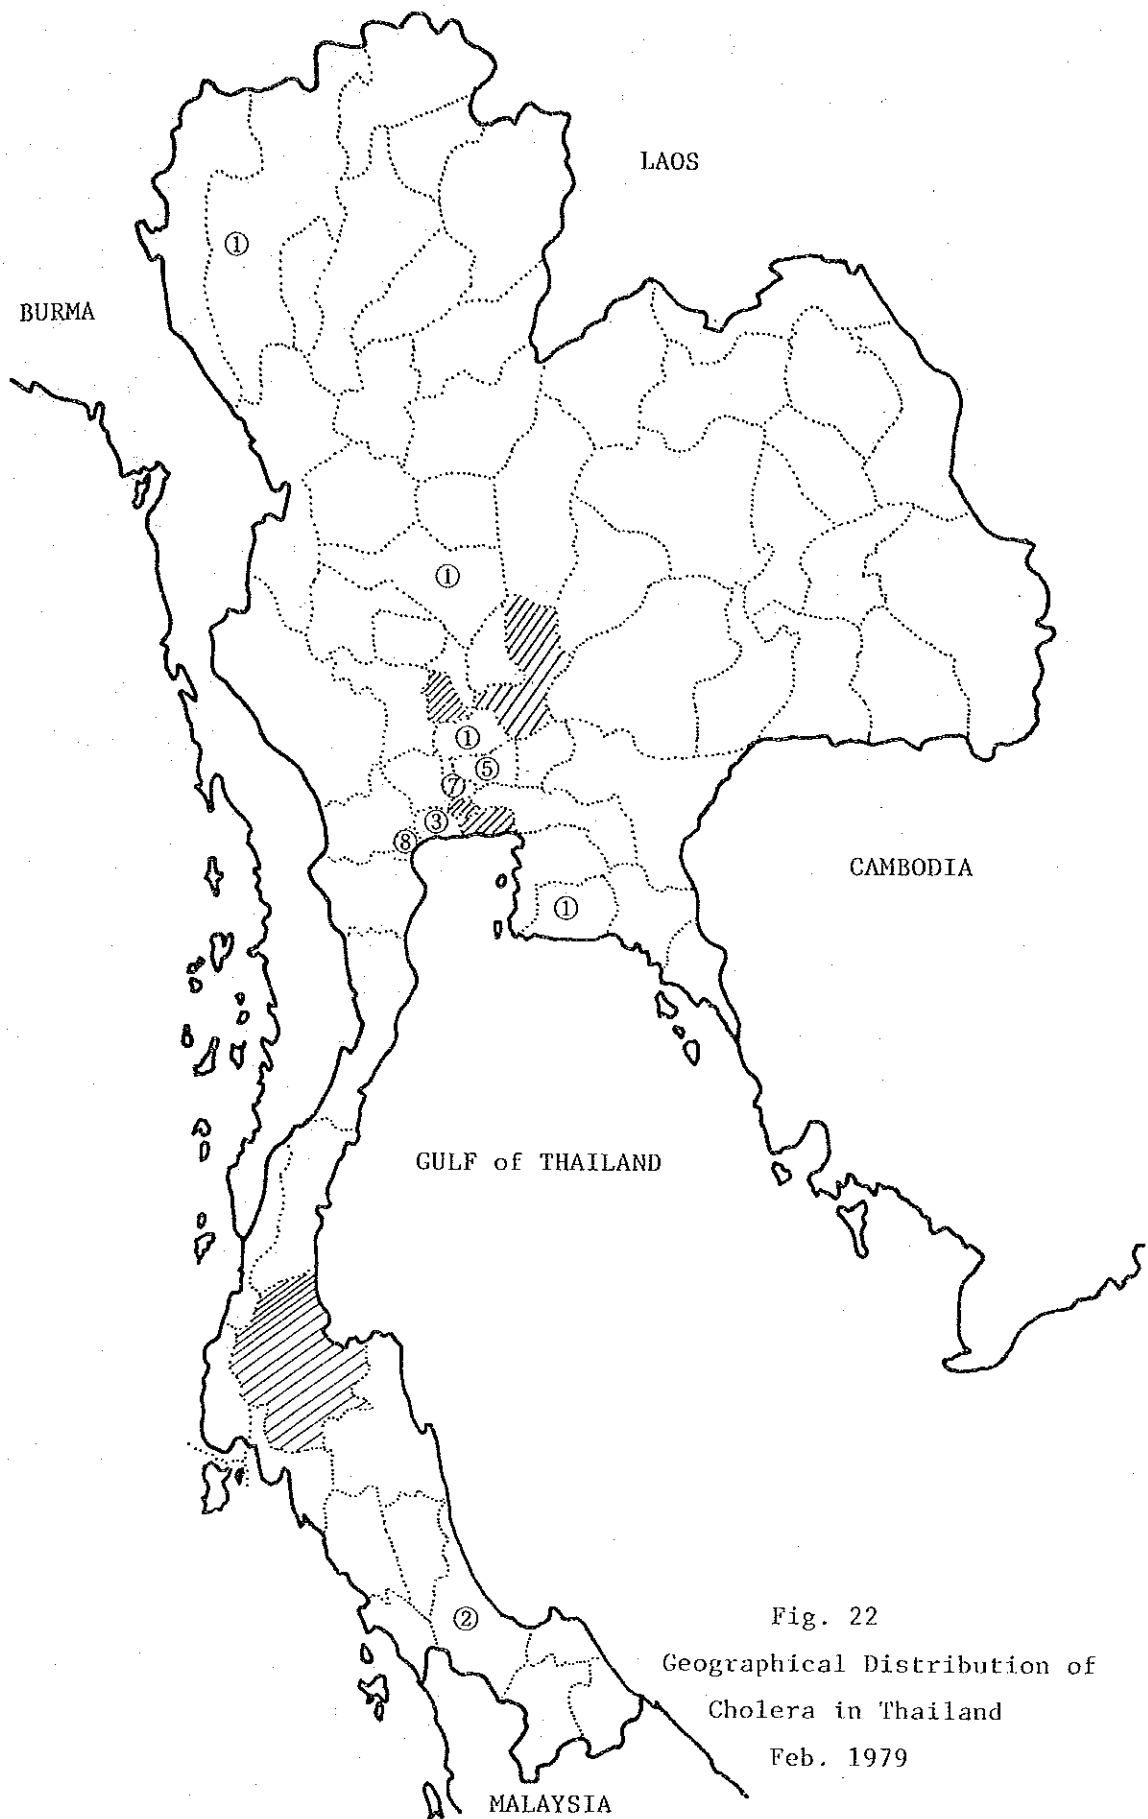 LAOS
①
BURMA
①
①
⑤
⑦
③
⑧
CAMBODIA
①
GULF of THAILAND
②
Fig. 22
Geographical Distribution of
Cholera in Thailand
Feb. 1979
MALAYSIA